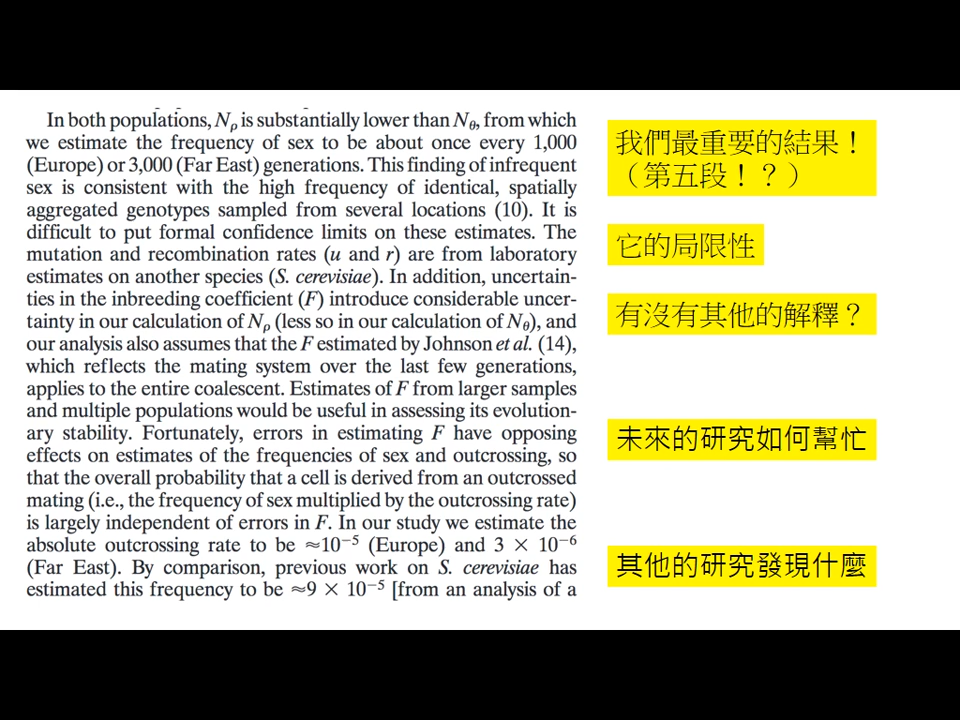 In both populations, Nρ is substantially lower than Nθ, from which
we estimate the frequency of sex to be about once every 1,000
(Europe) or 3,000 (Far East) generations. This finding of infrequent
sex is consistent with the high frequency of identical, spatially
aggregated genotypes sampled from several locations (10). It is
difficult to put formal confidence limits on these estimates. The
mutation and recombination rates (u and r) are from laboratory
estimates on another species (S. cerevisiae). In addition, uncertain-
ties in the inbreeding coefficient (F) introduce considerable uncer-
tainty in our calculation of Nρ (less so in our calculation of Nθ), and
our analysis also assumes that the F estimated by Johnson et al. (14),
which reflects the mating system over the last few generations,
applies to the entire coalescent. Estimates of F from larger samples
and multiple populations would be useful in assessing its evolution-
ary stability. Fortunately, errors in estimating F have opposing
effects on estimates of the frequencies of sex and outcrossing, so
that the overall probability that a cell is derived from an outcrossed
mating (i.e., the frequency of sex multiplied by the outcrossing rate)
is largely independent of errors in F. In our study we estimate the
absolute outcrossing rate to be ≈10⁻⁵ (Europe) and 3 × 10⁻⁶
(Far East). By comparison, previous work on S. cerevisiae has
estimated this frequency to be ≈9 × 10⁻⁵ [from an analysis of a
我們最重要的結果！
（第五段！？）
它的局限性
有沒有其他的解釋？
未來的研究如何幫忙
其他的研究發現什麼